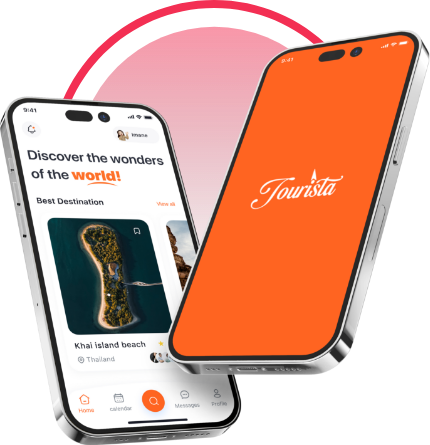 9:41
Imane
Discover the wonders
of the world!
Best Destination
View all
Khai island beach
Thailand
Home
calendar
Messages
Profile
9:41
Tourista